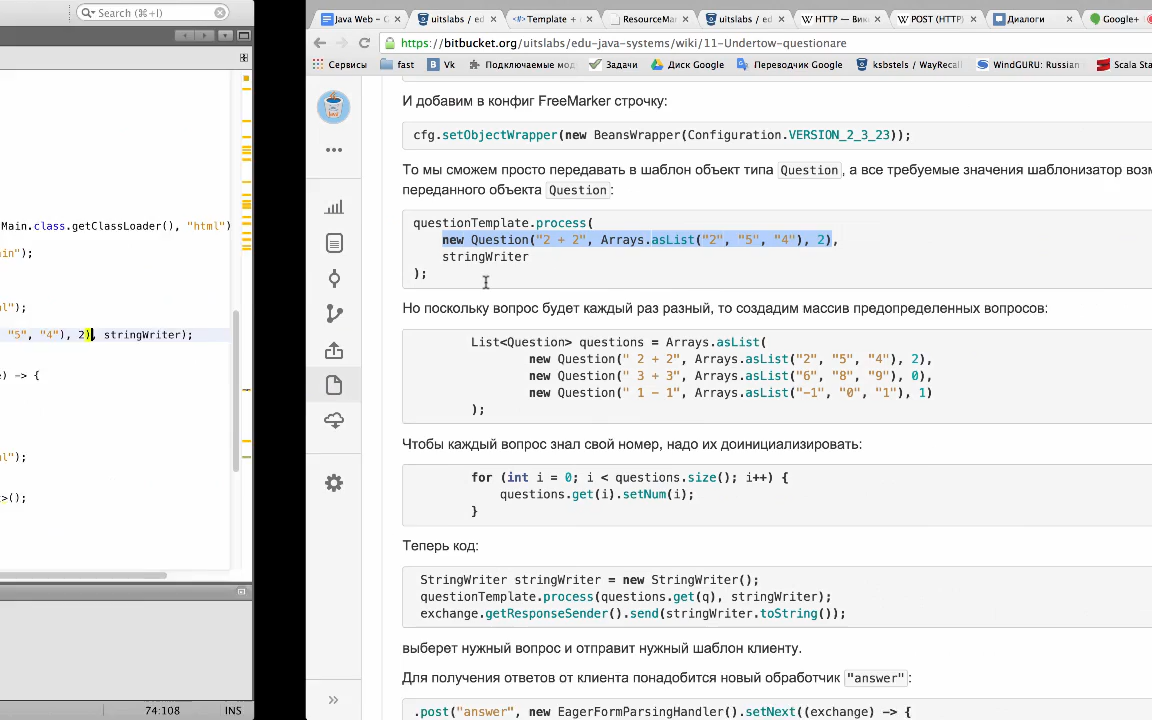 Search (⌘+I)
Main.class.getClassLoader(), "html")
ain");
ml");
"5", "4"), 2), stringWriter);
e) -> {
ml");
t>();
74:108
INS
Java Web – G
uitslabs / ed
Template +
ResourceMar
uitslabs / ed
HTTP — Вик
POST (HTTP)
Диалоги
Google+
https://bitbucket.org/uitslabs/edu-java-systems/wiki/11-Undertow-questionare
Сервисы
fast
Vk
Подключаемые мод
Задачи
Диск Google
Переводчик Google
ksbstels / WayRecall
WindGURU: Russian
Scala Sta
И добавим в конфиг FreeMarker строчку:
cfg.setObjectWrapper(new BeansWrapper(Configuration.VERSION_2_3_23));
То мы сможем просто передавать в шаблон объект типа Question, а все требуемые значения шаблонизатор возм
переданного объекта Question:
questionTemplate.process(
new Question("2 + 2", Arrays.asList("2", "5", "4"), 2),
stringWriter
);
Но поскольку вопрос будет каждый раз разный, то создадим массив предопределенных вопросов:
List<Question> questions = Arrays.asList(
new Question(" 2 + 2", Arrays.asList("2", "5", "4"), 2),
new Question(" 3 + 3", Arrays.asList("6", "8", "9"), 0),
new Question(" 1 - 1", Arrays.asList("-1", "0", "1"), 1)
);
Чтобы каждый вопрос знал свой номер, надо их доинициализировать:
for (int i = 0; i < questions.size(); i++) {
questions.get(i).setNum(i);
}
Теперь код:
StringWriter stringWriter = new StringWriter();
questionTemplate.process(questions.get(q), stringWriter);
exchange.getResponseSender().send(stringWriter.toString());
выберет нужный вопрос и отправит нужный шаблон клиенту.
Для получения ответов от клиента понадобится новый обработчик "answer":
.post("answer", new EagerFormParsingHandler().setNext((exchange) -> {